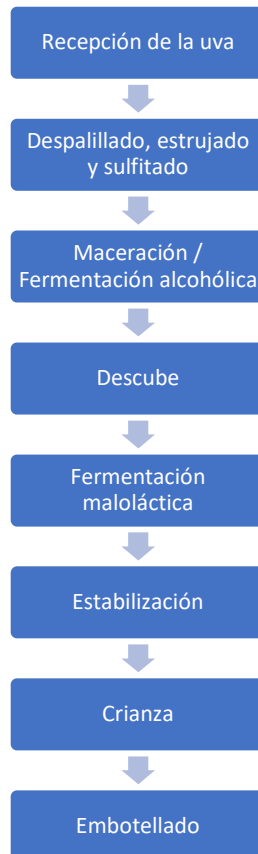 Recepción de la uva
Despalillado, estrujado
y sulfitado
Maceración /
Fermentación alcohólica
Descube
Fermentación
maloláctica
Estabilización
Crianza
Embotellado